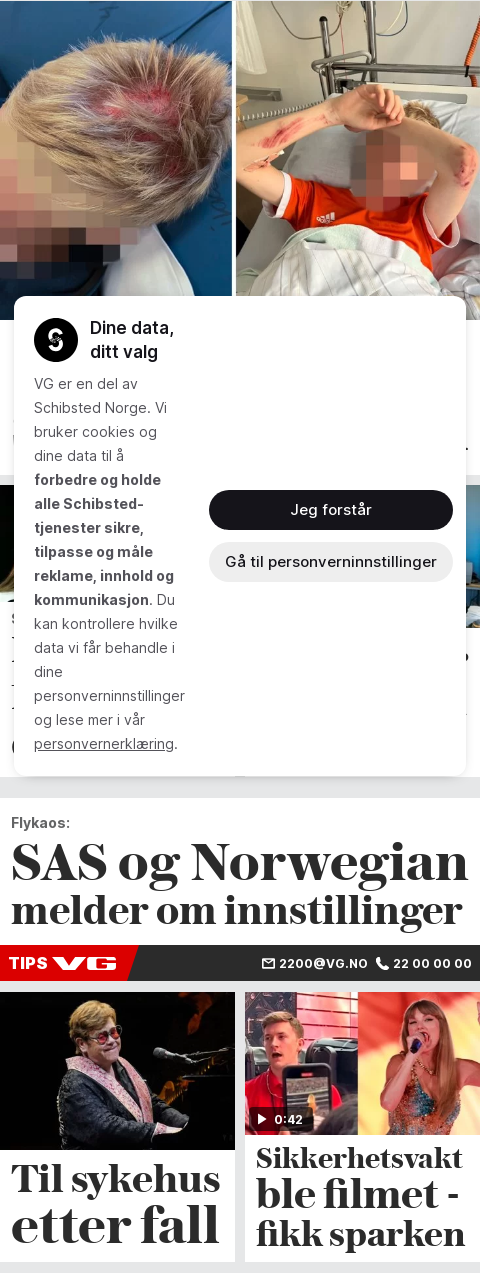 Dine data,
ditt valg
VG er en del av
Schibsted Norge. Vi
bruker cookies og
dine data til å
forbedre og holde
alle Schibsted-
tjenester sikre,
tilpasse og måle
reklame, innhold og
kommunikasjon. Du
kan kontrollere hvilke
data vi får behandle i
dine
personverninnstillinger
og lese mer i vår
personvernerklæring.
Jeg forstår
Gå til personverninnstillinger
Flykaos:
SAS og Norwegian
melder om innstillinger
TIPS VG
2200@VG.NO 22 00 00 00
Til sykehus
etter fall
0:42
Sikkerhetsvakt
ble filmet -
fikk sparken